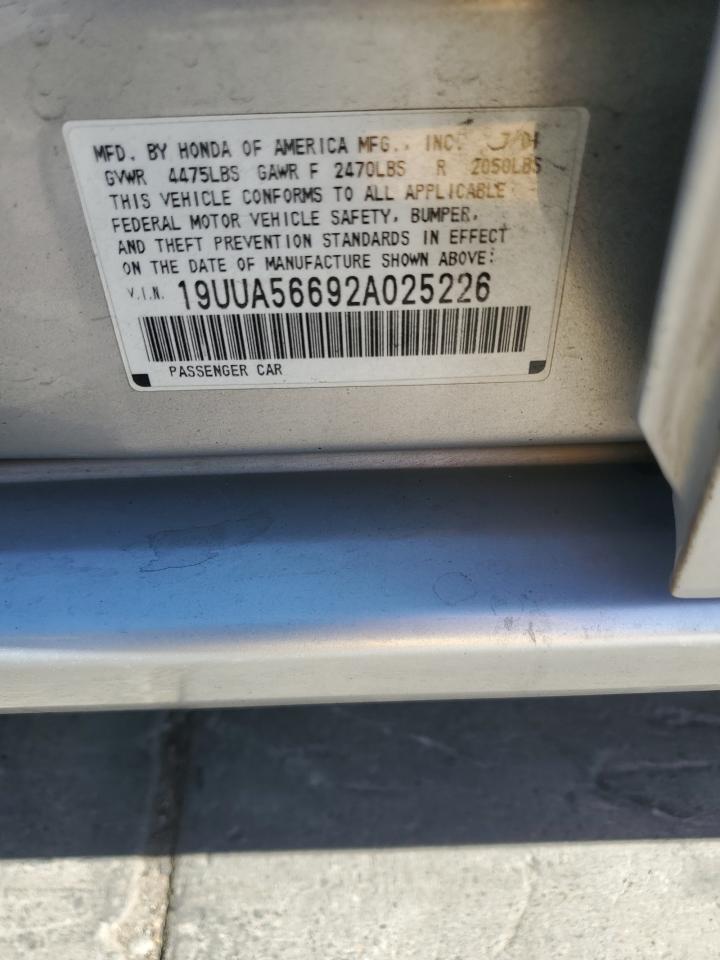 MFD. BY HONDA OF AMERICA MFG., INC.
GVWR 4475LBS GAWR F 2470LBS R 2050LBS
THIS VEHICLE CONFORMS TO ALL APPLICABLE
FEDERAL MOTOR VEHICLE SAFETY, BUMPER,
AND THEFT PREVENTION STANDARDS IN EFFECT
ON THE DATE OF MANUFACTURE SHOWN ABOVE:
V.I.N. 19UUA56692A025226
PASSENGER CAR